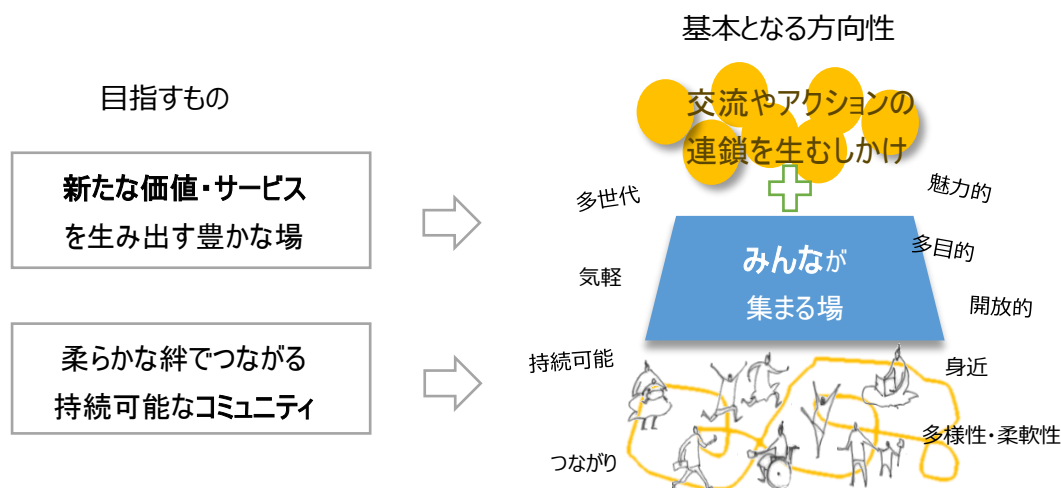 基本となる方向性
目指すもの
交流やアクションの
連鎖を生むしかけ
新たな価値・サービス
を生み出す豊かな場
多世代
魅力的
みんなが
集まる場
多目的
気軽
開放的
柔らかな絆でつながる
持続可能なコミュニティ
持続可能
身近
つながり
多様性・柔軟性